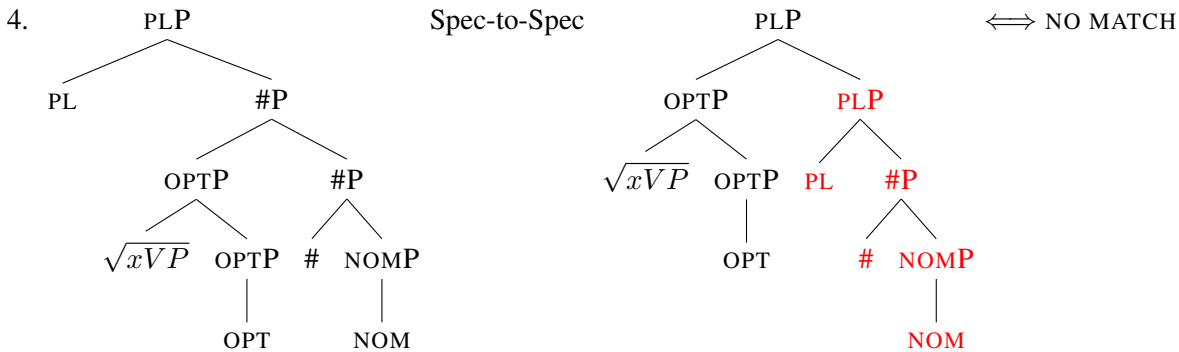 4. PLP Spec-to-Spec PLP ⟺ NO MATCH
PL #P OPTP PLP
OPTP #P √xVP OPTP PL #P
√xVP OPTP # NOMP OPT # NOMP
OPT NOM NOM